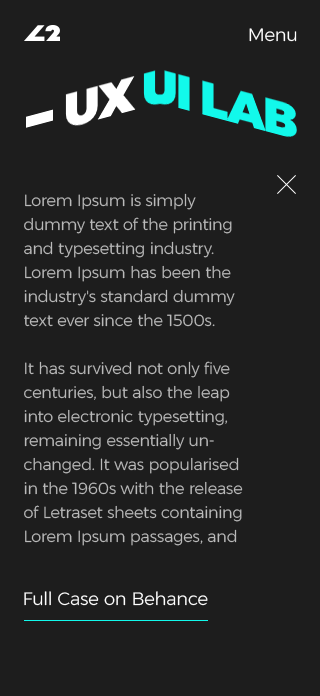 L2
Menu
– UX UI LAB
Lorem Ipsum is simply
dummy text of the printing
and typesetting industry.
Lorem Ipsum has been the
industry's standard dummy
text ever since the 1500s.
It has survived not only five
centuries, but also the leap
into electronic typesetting,
remaining essentially un-
changed. It was popularised
in the 1960s with the release
of Letraset sheets containing
Lorem Ipsum passages, and
Full Case on Behance